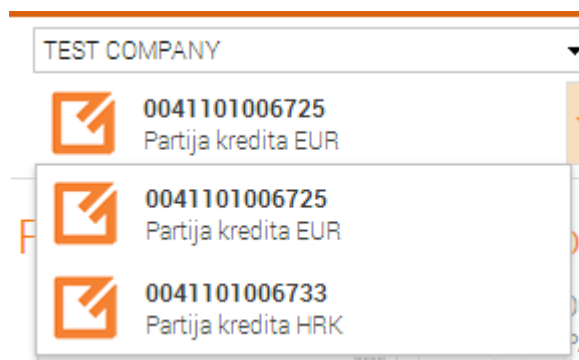 TEST COMPANY
0041101006725
Partija kredita EUR
0041101006725
Partija kredita EUR
0041101006733
Partija kredita HRK